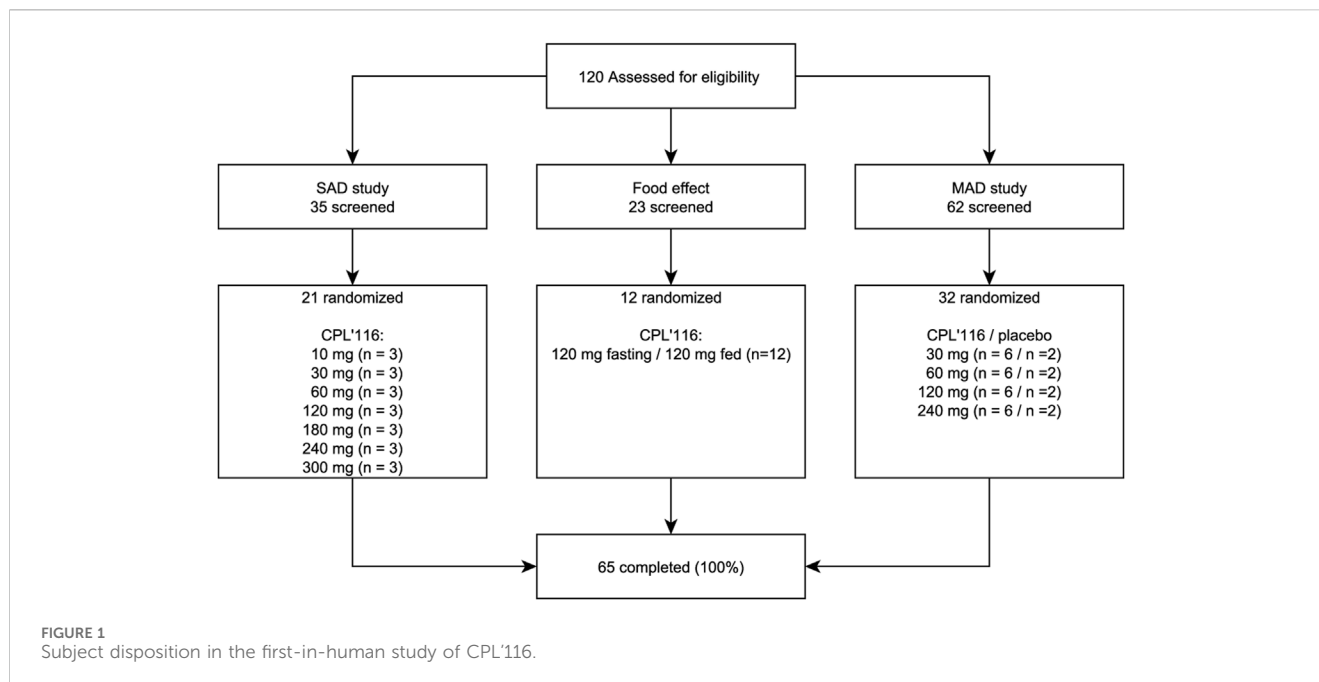 120 Assessed for eligibility
SAD study
35 screened
Food effect
23 screened
MAD study
62 screened
21 randomized
CPL'116:
10 mg (n = 3)
30 mg (n = 3)
60 mg (n = 3)
120 mg (n = 3)
180 mg (n = 3)
240 mg (n = 3)
300 mg (n = 3)
12 randomized
CPL'116:
120 mg fasting / 120 mg fed (n=12)
32 randomized
CPL'116 / placebo
30 mg (n = 6 / n =2)
60 mg (n = 6 / n =2)
120 mg (n = 6 / n =2)
240 mg (n = 6 / n =2)
65 completed (100%)
FIGURE 1
Subject disposition in the first-in-human study of CPL'116.